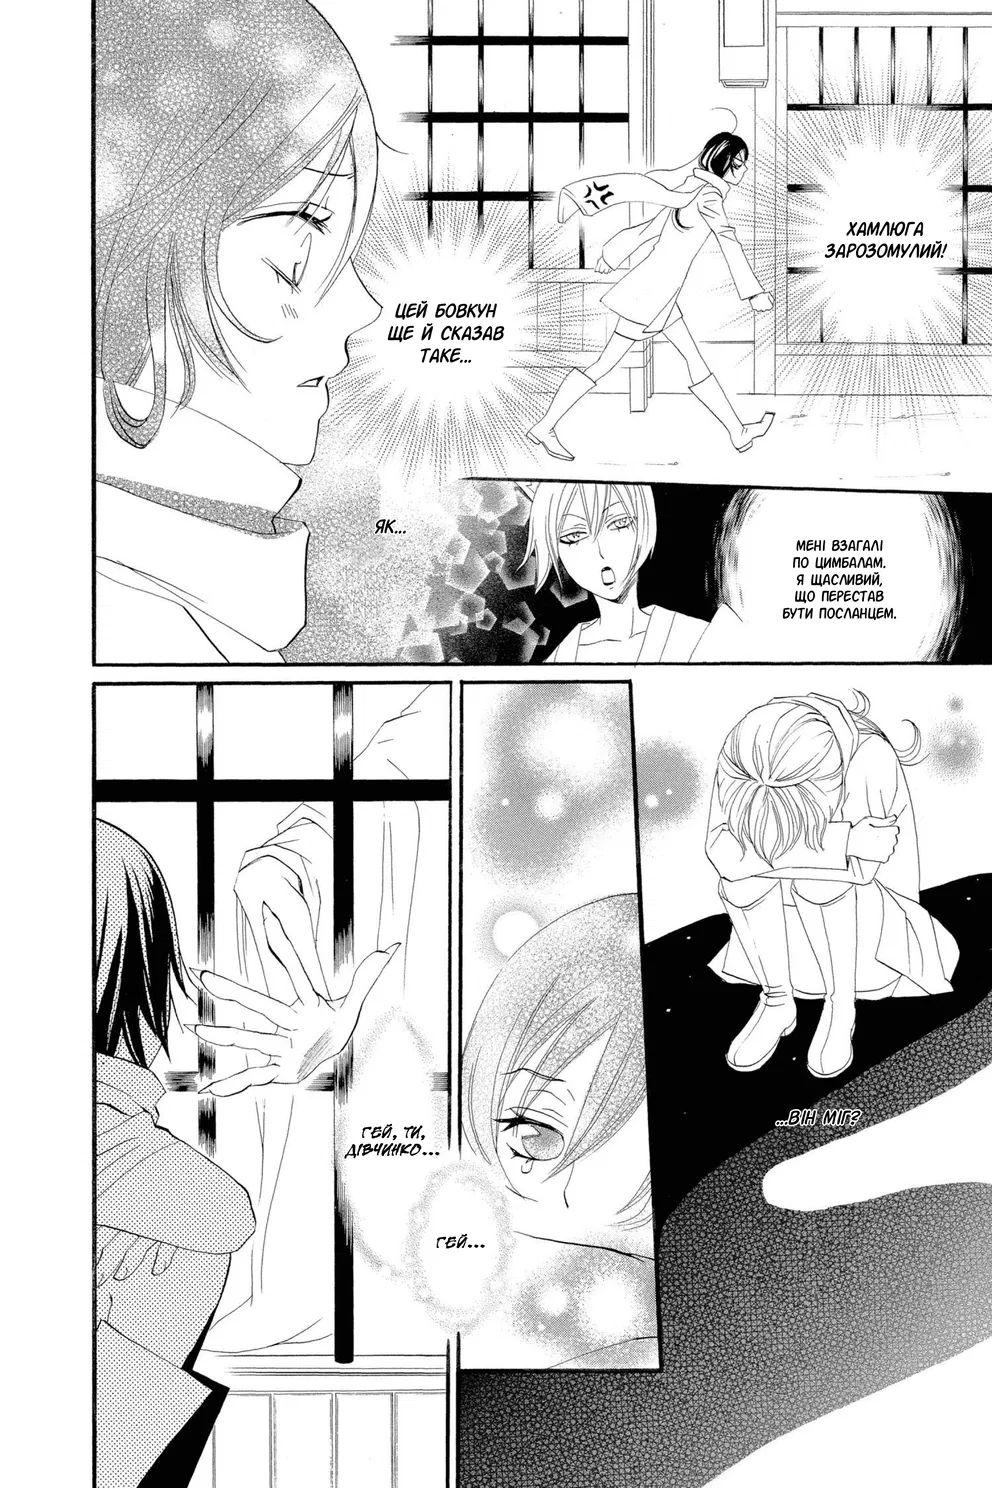 ХАМЛЮГА
ЗАРОЗОМУЛИЙ!
ЦЕЙ БОВКУН
ЩЕ Й СКАЗАВ
ТАКЕ...
МЕНІ ВЗАГАЛІ
ПО ЦИМБАЛАМ.
Я ЩАСЛИВИЙ,
ЩО ПЕРЕСТАВ
БУТИ ПОСЛАНЦЕМ.
ЯК...
...ВІН МІГ?
ГЕЙ, ТИ,
ДІВЧИНКО...
ГЕЙ...